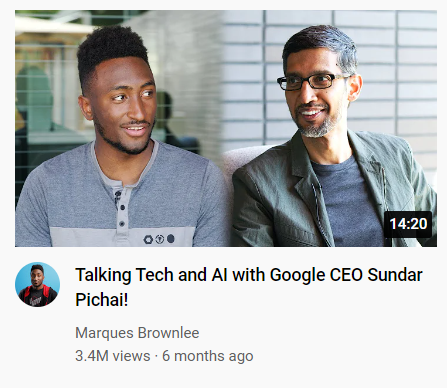 14:20
Talking Tech and AI with Google CEO Sundar
Pichai!
Marques Brownlee
3.4M views · 6 months ago